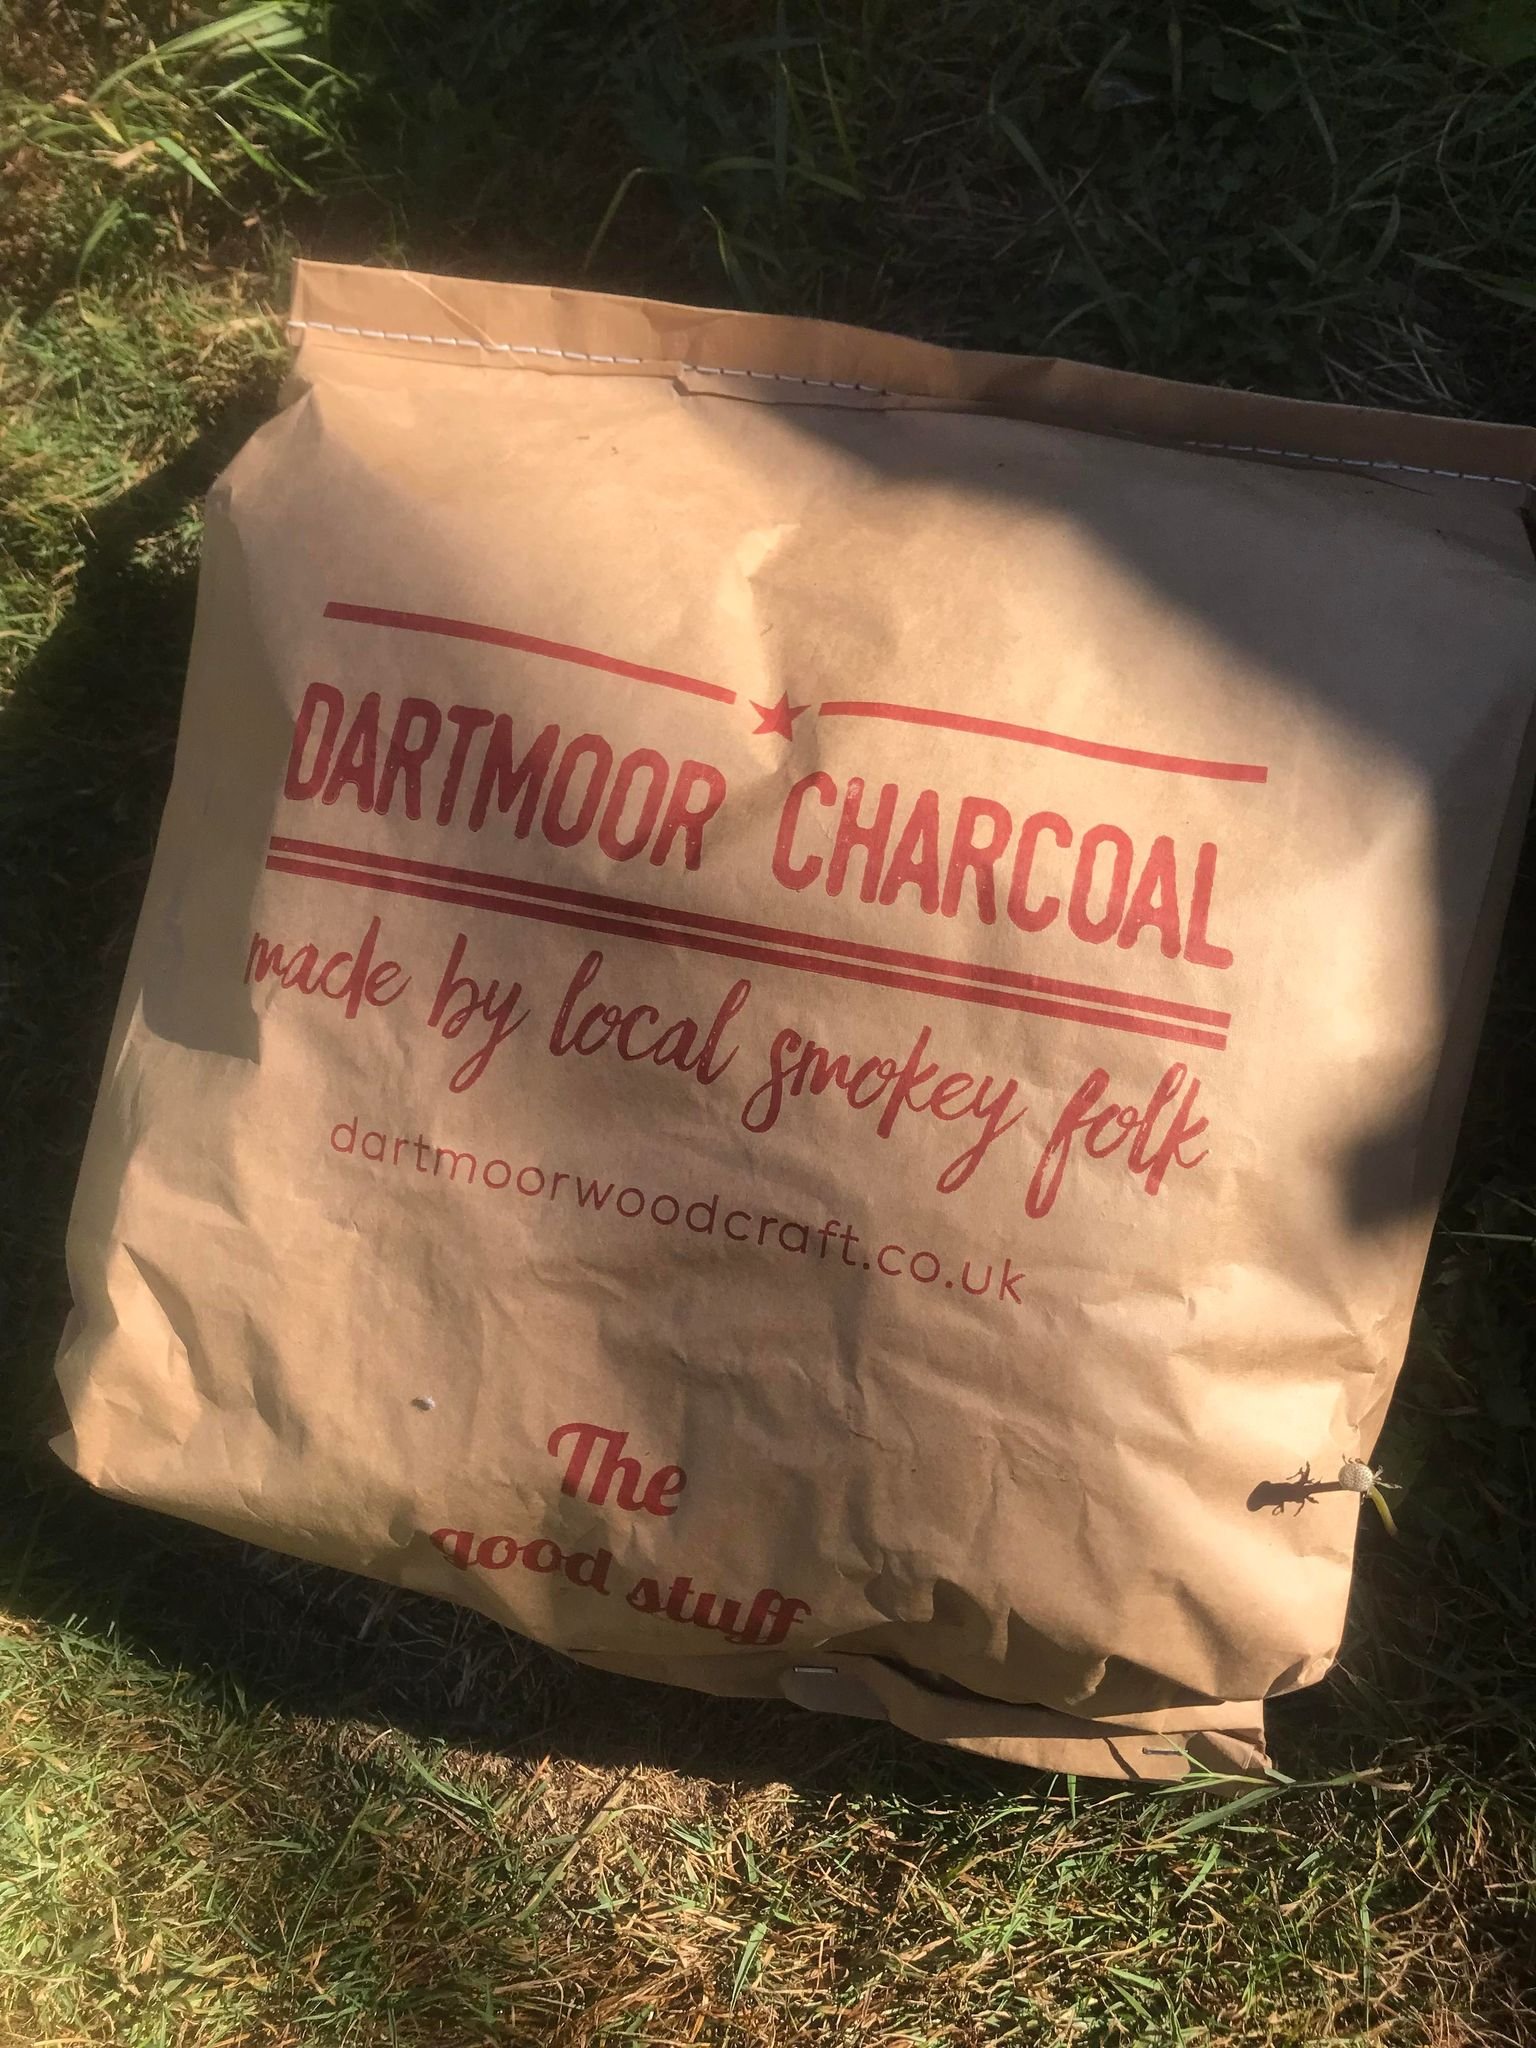 DARTMOOR CHARCOAL
made by local smokey folk
dartmoorwoodcraft.co.uk
The
good stuff